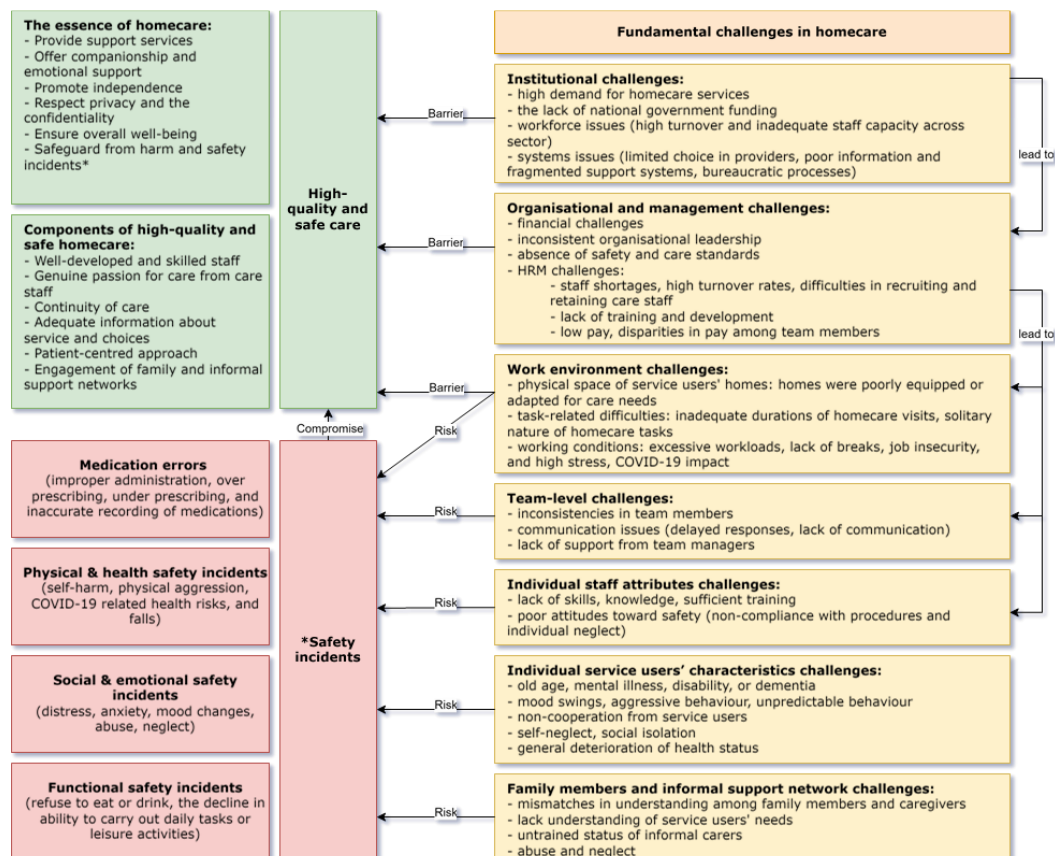 The essence of homecare:
- Provide support services
- Offer companionship and
emotional support
- Promote independence
- Respect privacy and the
confidentiality
- Ensure overall well-being
- Safeguard from harm and safety
incidents*
Components of high-quality and
safe homecare:
- Well-developed and skilled staff
- Genuine passion for care from care
staff
- Continuity of care
- Adequate information about
service and choices
- Patient-centred approach
- Engagement of family and informal
support networks
High-
quality and
safe care
Compromise
Medication errors
(improper administration, over
prescribing, under prescribing, and
inaccurate recording of medications)
Physical & health safety incidents
(self-harm, physical aggression,
COVID-19 related health risks, and
falls)
Social & emotional safety
incidents
(distress, anxiety, mood changes,
abuse, neglect)
Functional safety incidents
(refuse to eat or drink, the decline in
ability to carry out daily tasks or
leisure activities)
*Safety
incidents
Barrier
Barrier
Barrier
Risk
Risk
Risk
Risk
Risk
Fundamental challenges in homecare
Institutional challenges:
- high demand for homecare services
- the lack of national government funding
- workforce issues (high turnover and inadequate staff capacity across
sector)
- systems issues (limited choice in providers, poor information and
fragmented support systems, bureaucratic processes)
lead to
Organisational and management challenges:
- financial challenges
- inconsistent organisational leadership
- absence of safety and care standards
- HRM challenges:
- staff shortages, high turnover rates, difficulties in recruiting and
retaining care staff
- lack of training and development
- low pay, disparities in pay among team members
lead to
Work environment challenges:
- physical space of service users' homes: homes were poorly equipped or
adapted for care needs
- task-related difficulties: inadequate durations of homecare visits, solitary
nature of homecare tasks
- working conditions: excessive workloads, lack of breaks, job insecurity,
and high stress, COVID-19 impact
Team-level challenges:
- inconsistencies in team members
- communication issues (delayed responses, lack of communication)
- lack of support from team managers
Individual staff attributes challenges:
- lack of skills, knowledge, sufficient training
- poor attitudes toward safety (non-compliance with procedures and
individual neglect)
Individual service users’ characteristics challenges:
- old age, mental illness, disability, or dementia
- mood swings, aggressive behaviour, unpredictable behaviour
- non-cooperation from service users
- self-neglect, social isolation
- general deterioration of health status
Family members and informal support network challenges:
- mismatches in understanding among family members and caregivers
- lack understanding of service users' needs
- untrained status of informal carers
- abuse and neglect